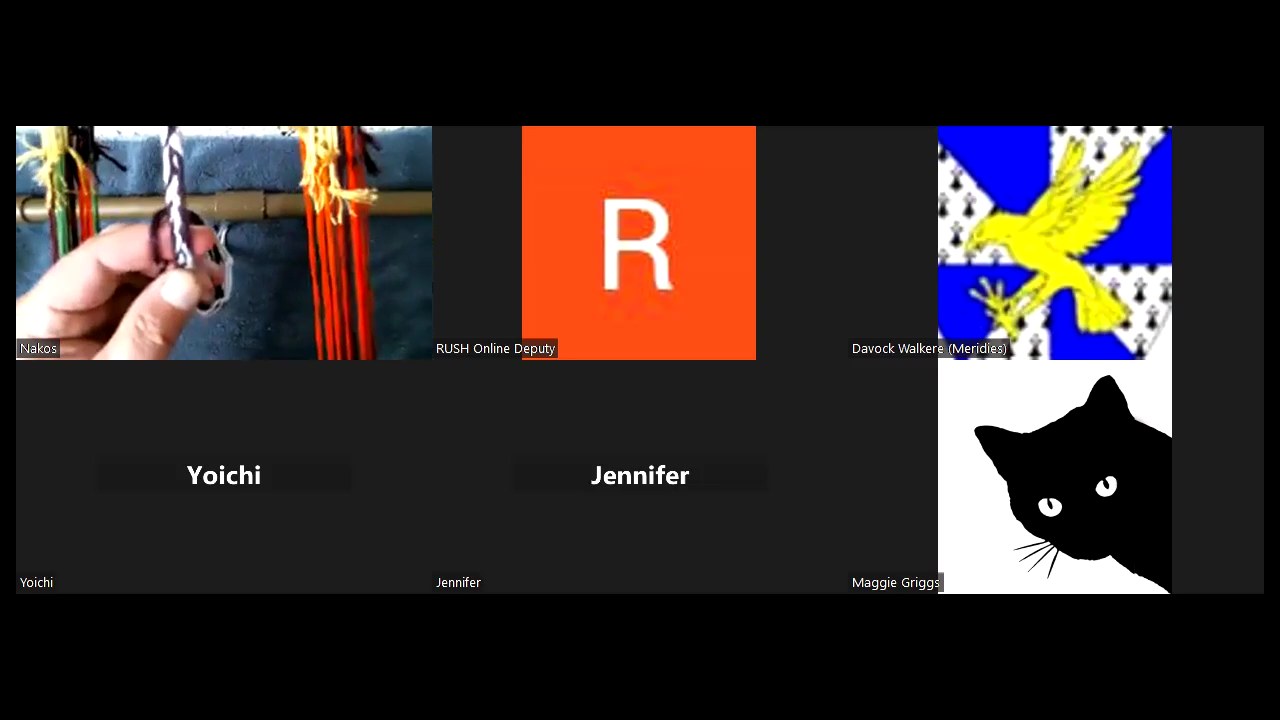 Nakos
R
RUSH Online Deputy
Davock Walkere (Meridies)
Yoichi
Yoichi
Jennifer
Jennifer
Maggie Griggs